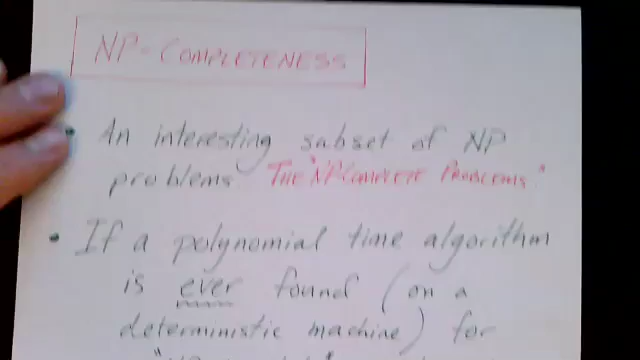 NP-COMPLETENESS
• An interesting subset of NP
problems. THE "NP COMPLETE PROBLEMS."
• If a polynomial time algorithm
is ever found (on a
deterministic machine) for